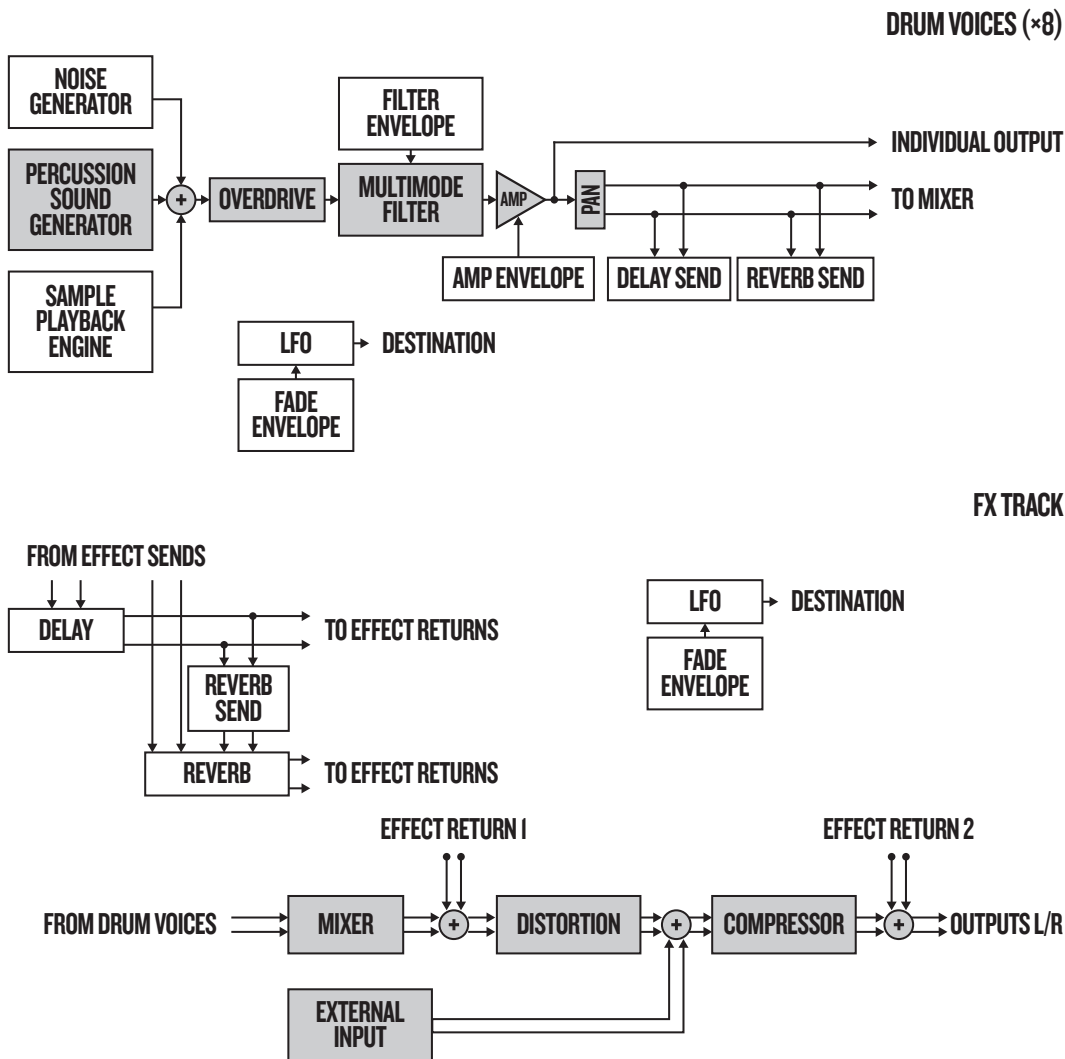 DRUM VOICES (×8)
NOISE
GENERATOR
FILTER
ENVELOPE
INDIVIDUAL OUTPUT
PERCUSSION
SOUND
GENERATOR
+
OVERDRIVE
MULTIMODE
FILTER
AMP
PAN
TO MIXER
AMP ENVELOPE
DELAY SEND
REVERB SEND
SAMPLE
PLAYBACK
ENGINE
LFO
DESTINATION
FADE
ENVELOPE
FX TRACK
FROM EFFECT SENDS
DELAY
TO EFFECT RETURNS
LFO
DESTINATION
FADE
ENVELOPE
REVERB
SEND
REVERB
TO EFFECT RETURNS
EFFECT RETURN 1
EFFECT RETURN 2
FROM DRUM VOICES
MIXER
+
DISTORTION
+
COMPRESSOR
+
OUTPUTS L/R
EXTERNAL
INPUT